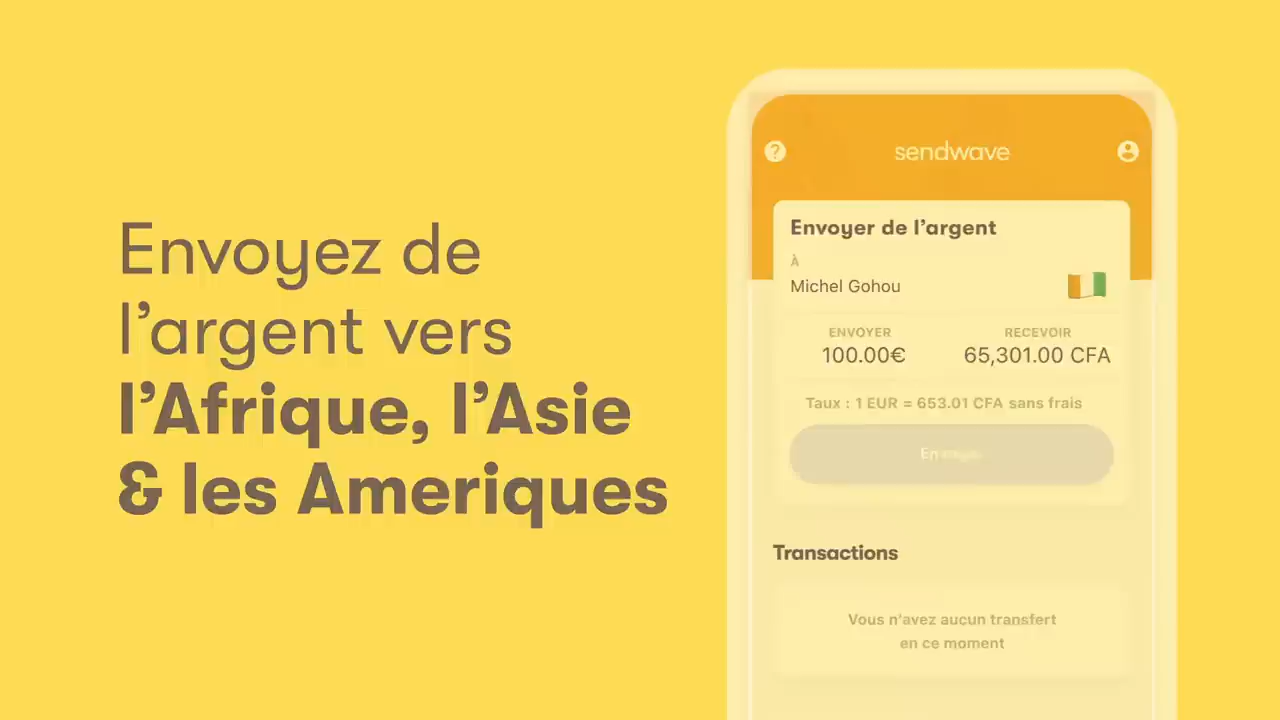 Envoyez de
l'argent vers
l'Afrique, l'Asie
& les Ameriques
sendwave
Envoyer de l'argent
À
Michel Gohou
ENVOYER RECEVOIR
100.00€ 65,301.00 CFA
Taux : 1 EUR = 653.01 CFA sans frais
Transactions
Vous n'avez aucun transfert
en ce moment